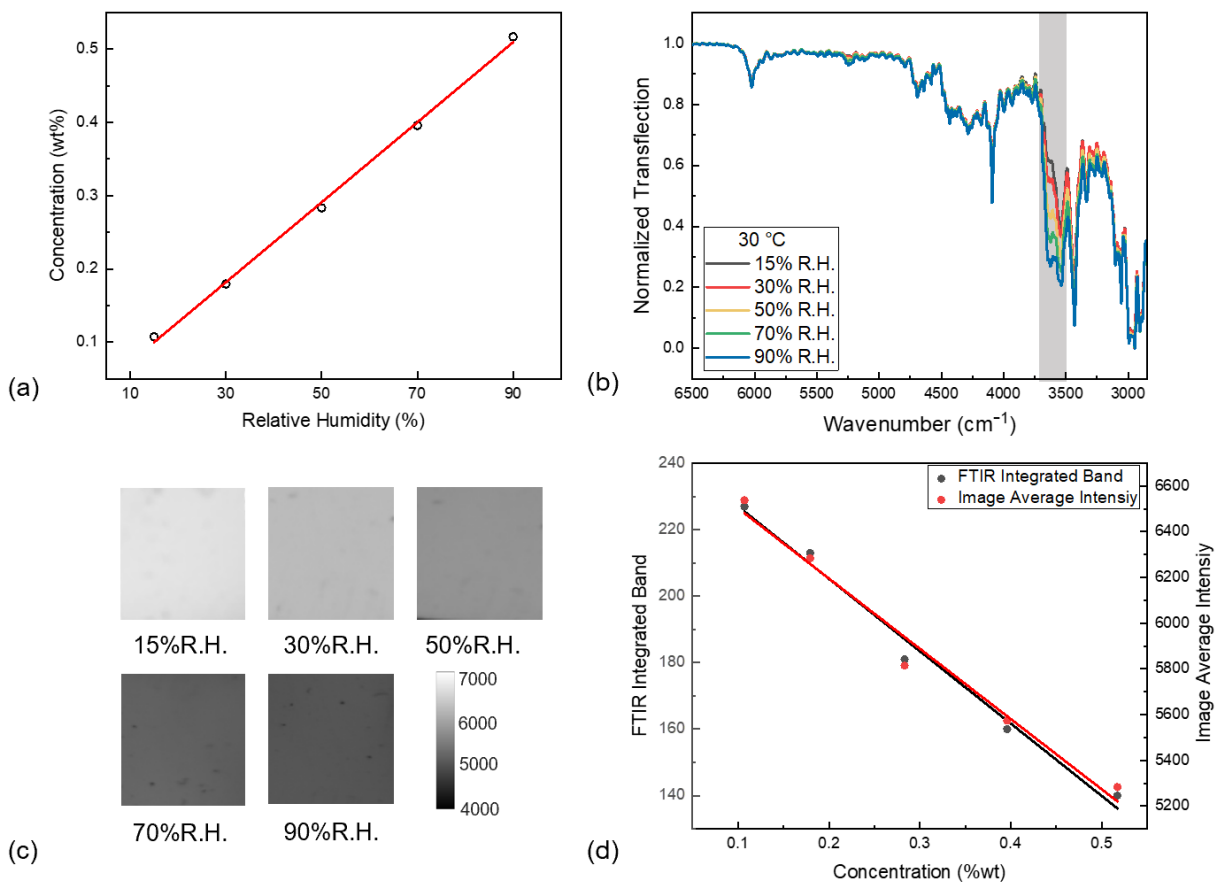 (a)
Concentration (wt%)
0.5
0.4
0.3
0.2
0.1
10 30 50 70 90
Relative Humidity (%)
(b)
Normalized Transflection
1.0
0.8
0.6
0.4
0.2
0.0
30 °C
15% R.H.
30% R.H.
50% R.H.
70% R.H.
90% R.H.
6500 6000 5500 5000 4500 4000 3500 3000
Wavenumber (cm⁻¹)
(c)
15%R.H. 30%R.H. 50%R.H.
7000
6000
5000
4000
70%R.H. 90%R.H.
(d)
FTIR Integrated Band
240
220
200
180
160
140
FTIR Integrated Band
Image Average Intensiy
6600
6400
6200
6000
5800
5600
5400
5200
Image Average Intensiy
0.1 0.2 0.3 0.4 0.5
Concentration (%wt)